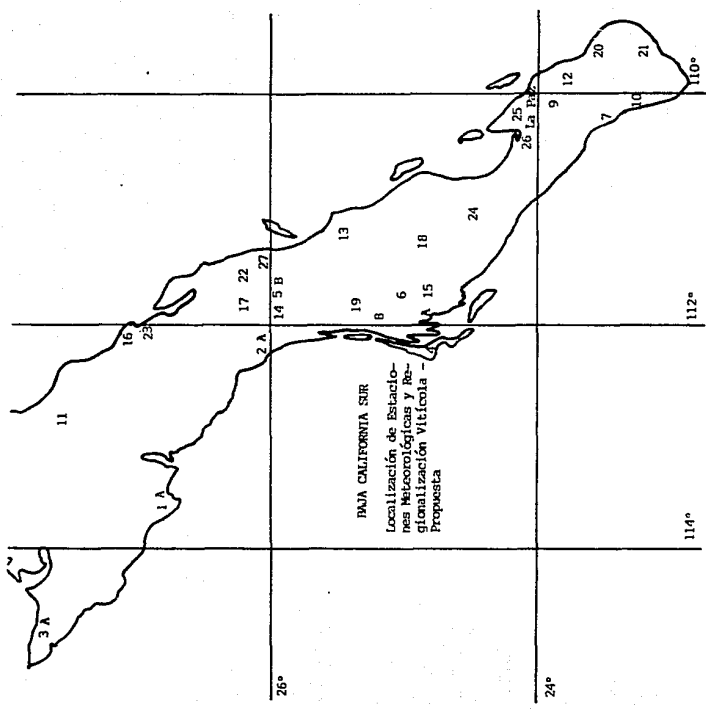 3 A
11
16
23
1 A
17
22
2 A
27
14 5 B
26°
13
19
BAJA CALIFORNIA SUR
Localización de Estacio-
nes Meteorológicas y Re-
gionalización Vitícola -
Propuesta
8
6
18
15
A
4
24
25
26
La Paz
24°
9
12
20
7
10
21
114°
112°
110°